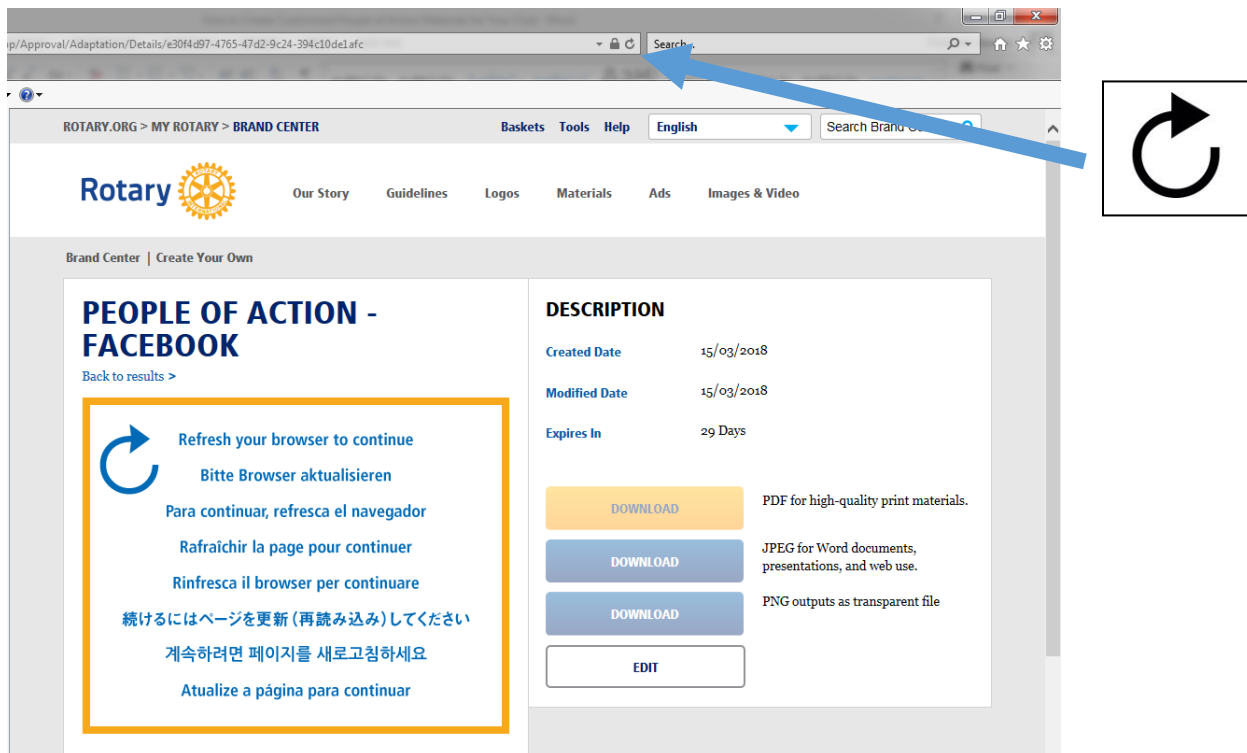 op/Approval/Adaptation/Details/e30f4d97-4765-47d2-9c24-394c10de1afc
Search...
ROTARY.ORG > MY ROTARY > BRAND CENTER
Baskets Tools Help English Search Brand
Rotary
Our Story Guidelines Logos Materials Ads Images & Video
Brand Center | Create Your Own
PEOPLE OF ACTION -
FACEBOOK
Back to results >
Refresh your browser to continue
Bitte Browser aktualisieren
Para continuar, refresca el navegador
Rafraîchir la page pour continuer
Rinfresca il browser per continuare
続けるにはページを更新（再読み込み）してください
계속하려면 페이지를 새로고침하세요
Atualize a página para continuar
DESCRIPTION
Created Date 15/03/2018
Modified Date 15/03/2018
Expires In 29 Days
DOWNLOAD PDF for high-quality print materials.
DOWNLOAD JPEG for Word documents,
presentations, and web use.
DOWNLOAD PNG outputs as transparent file
EDIT